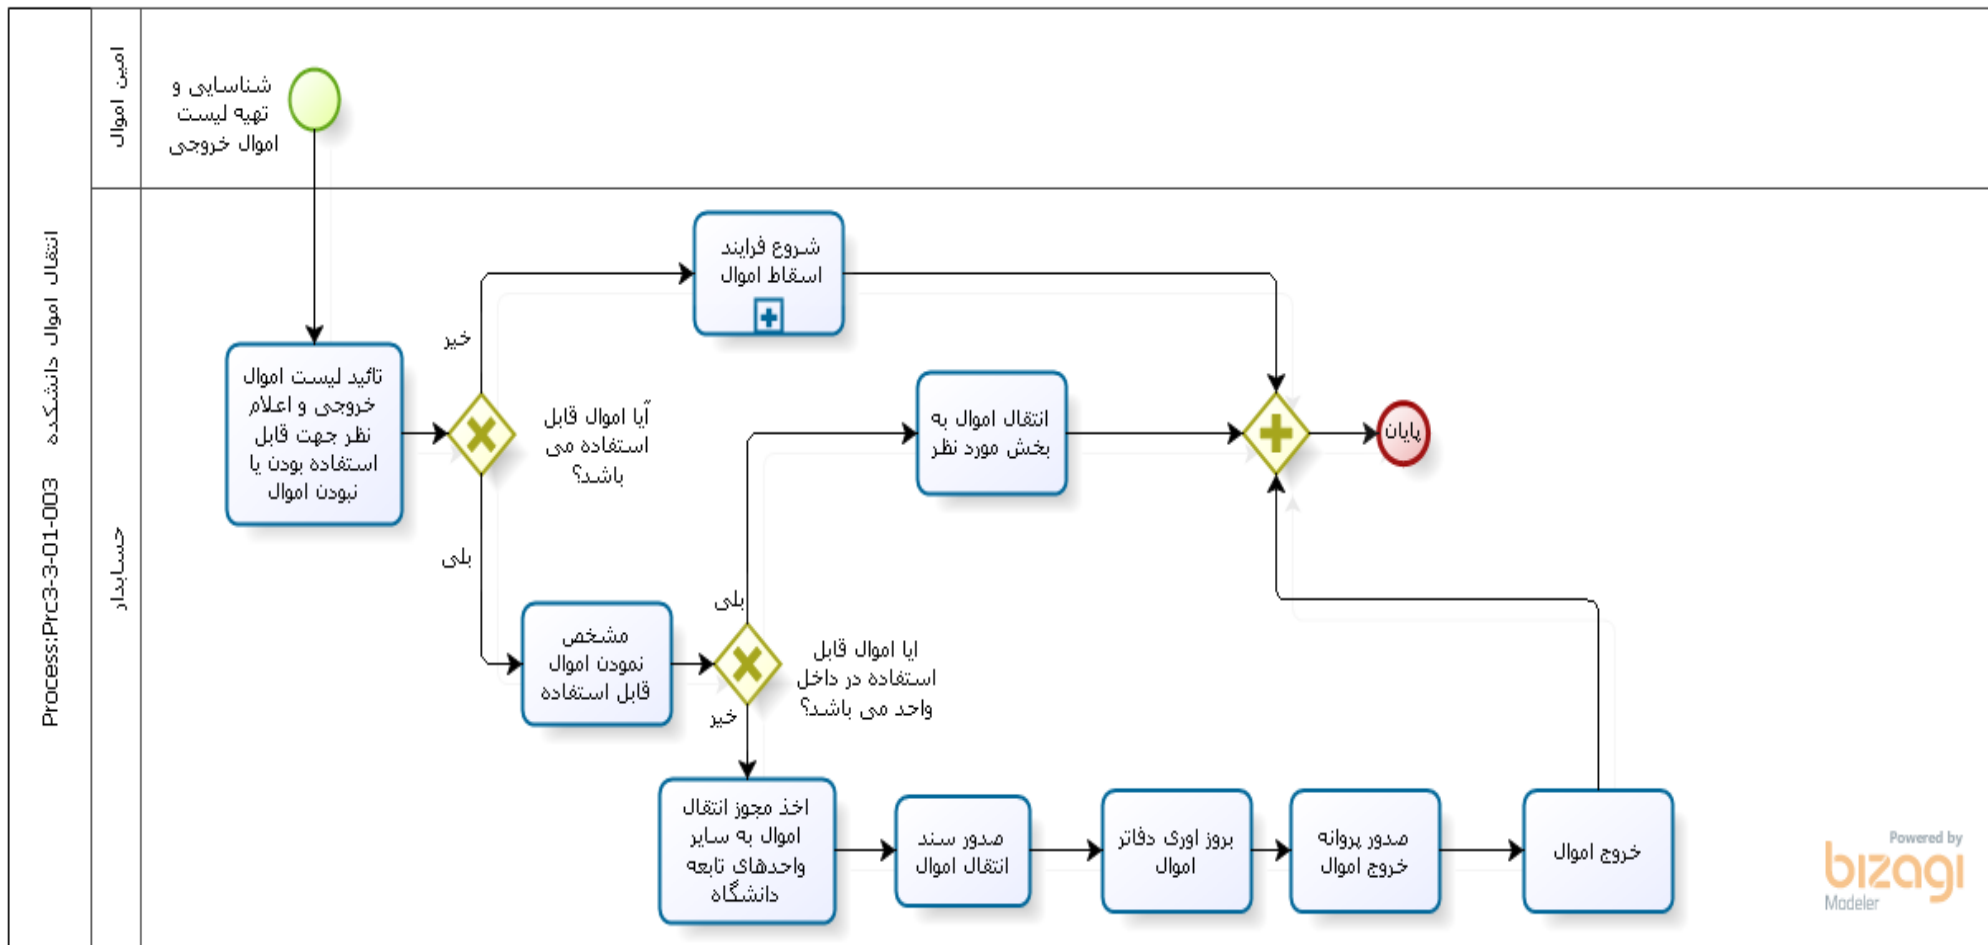 انتقال اموال دانشکده
Process:Prc3-3-01-003
امین اموال
حسابدار
شناسایی و
تهیه لیست
اموال خروجی
تائید لیست اموال
خروجی و اعلام
نظر جهت قابل
استفاده بودن یا
نبودن اموال
خیر
بلی
آیا اموال قابل
استفاده می
باشد؟
شروع فرایند
اسقاط اموال
مشخص
نمودن اموال
قابل استفاده
بلی
خیر
ایا اموال قابل
استفاده در داخل
واحد می باشد؟
انتقال اموال به
بخش مورد نظر
پایان
اخذ مجوز انتقال
اموال به سایر
واحدهای تابعه
دانشگاه
صدور سند
انتقال اموال
بروز اوری دفاتر
اموال
صدور پروانه
خروج اموال
خروج اموال
Powered by
bizagi
Modeler